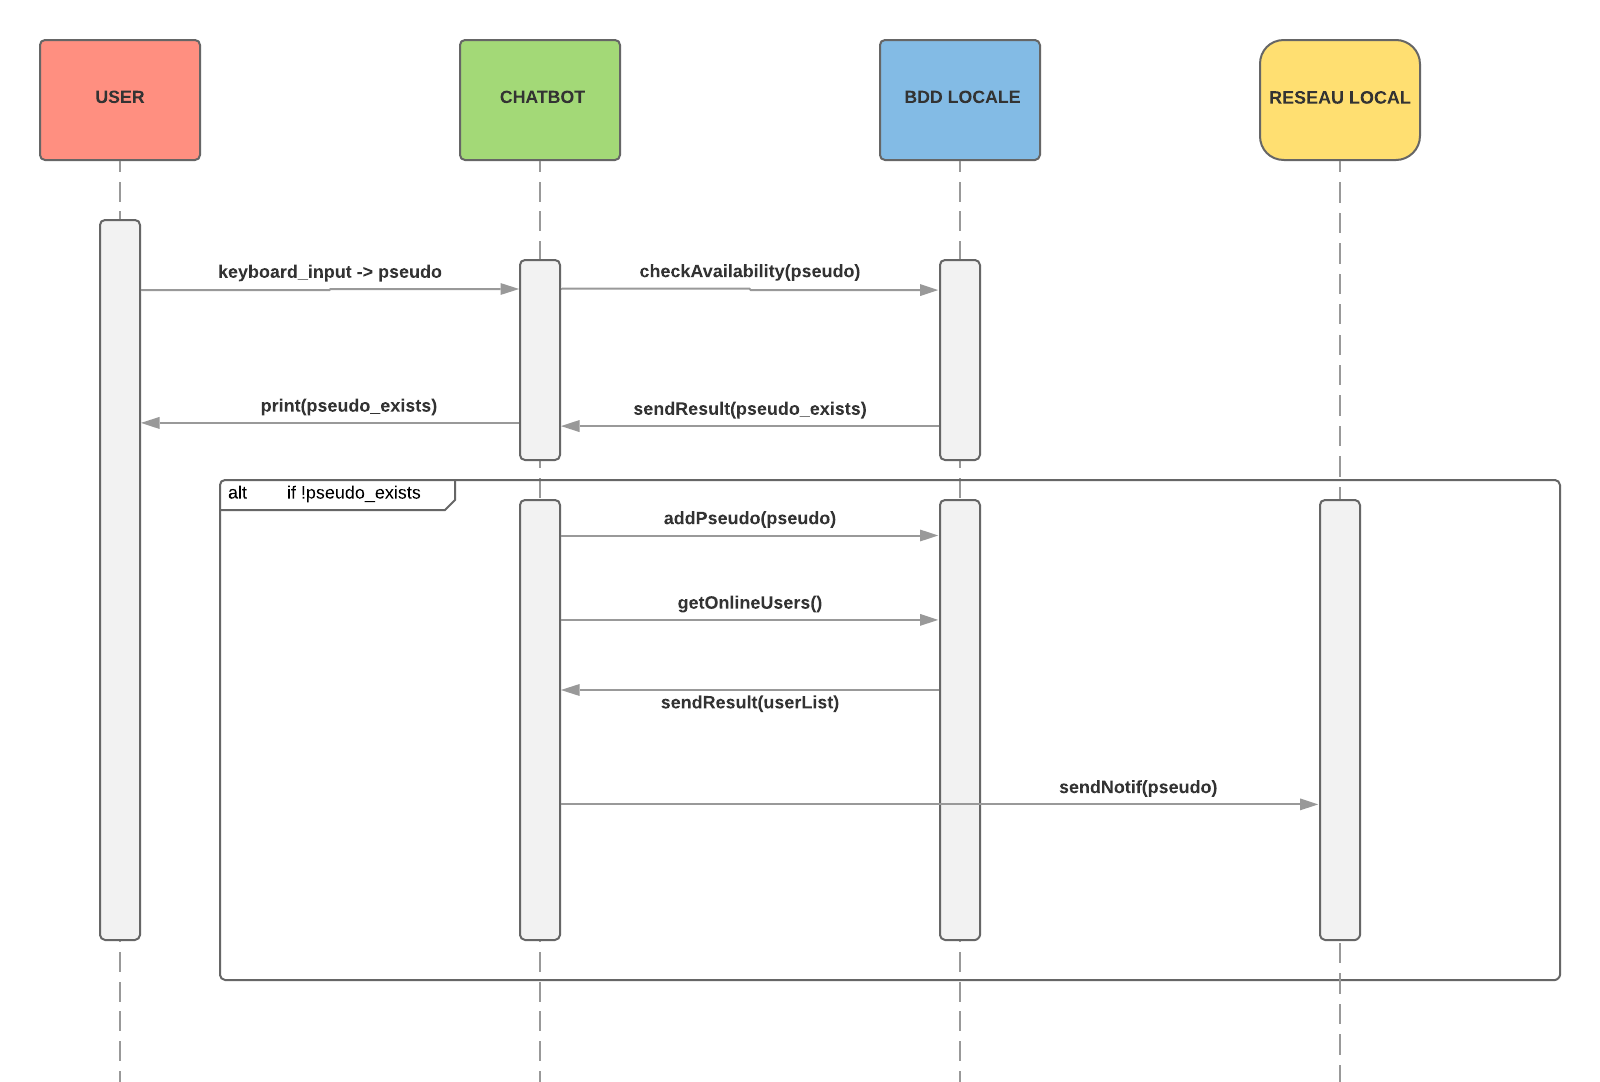 USER
CHATBOT
BDD LOCALE
RESEAU LOCAL
keyboard_input -> pseudo
checkAvailability(pseudo)
print(pseudo_exists)
sendResult(pseudo_exists)
alt if !pseudo_exists
addPseudo(pseudo)
getOnlineUsers()
sendResult(userList)
sendNotif(pseudo)